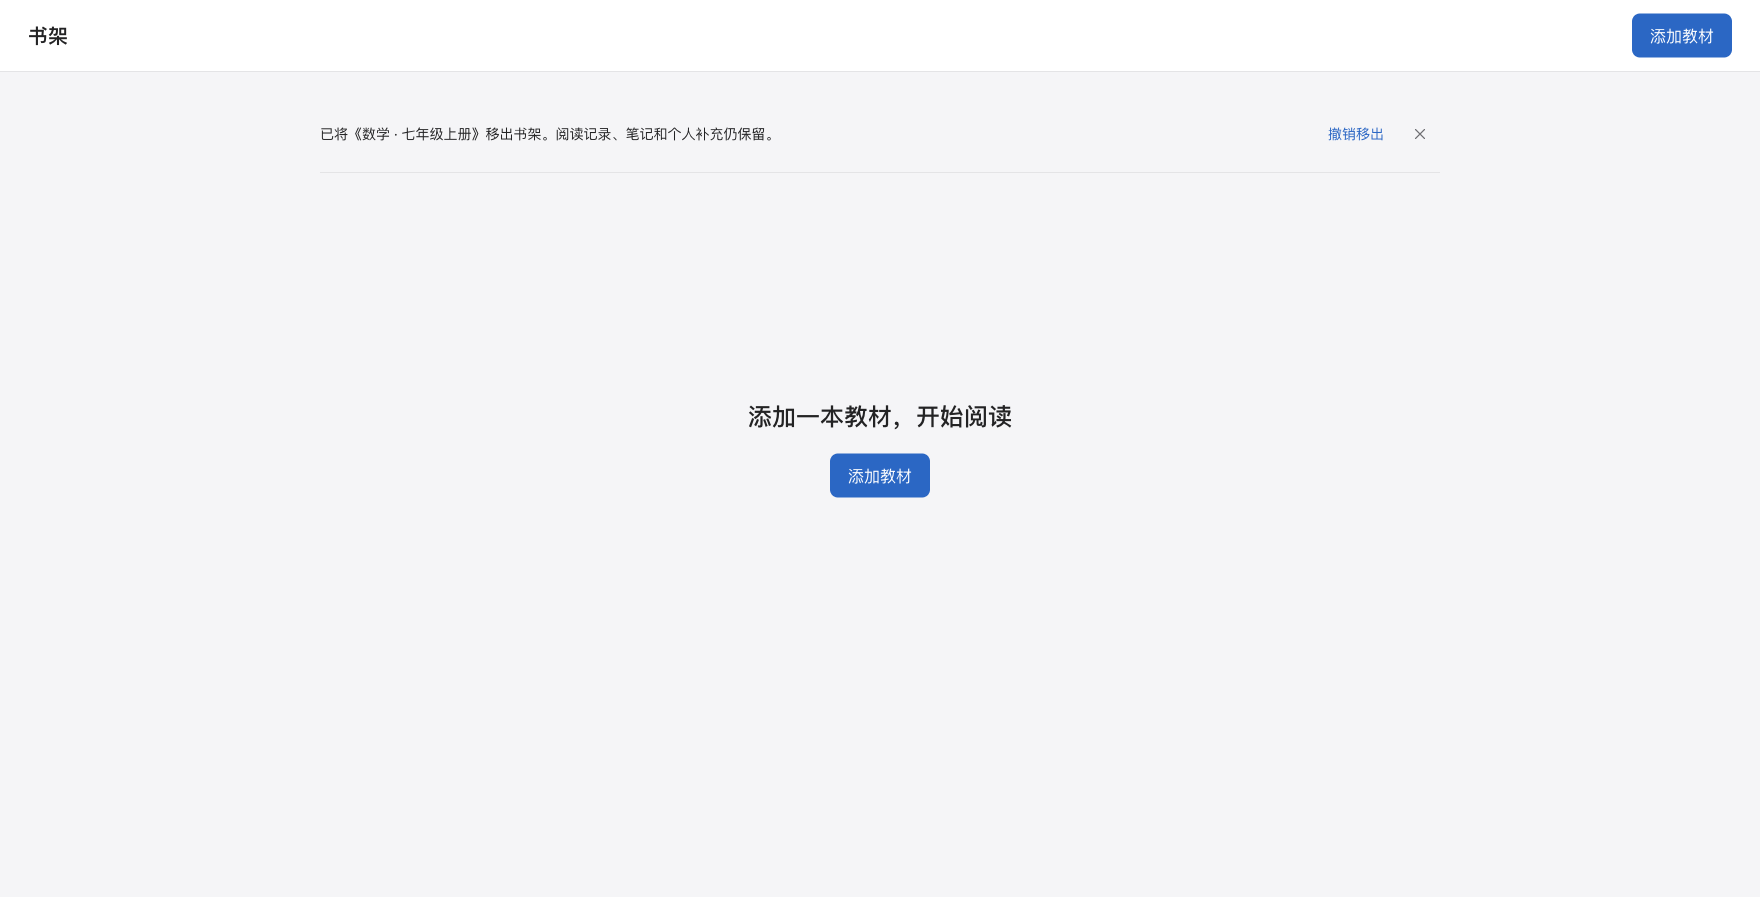 书架
添加教材
已将《数学 · 七年级上册》移出书架。阅读记录、笔记和个人补充仍保留。
撤销移出
添加一本教材，开始阅读
添加教材